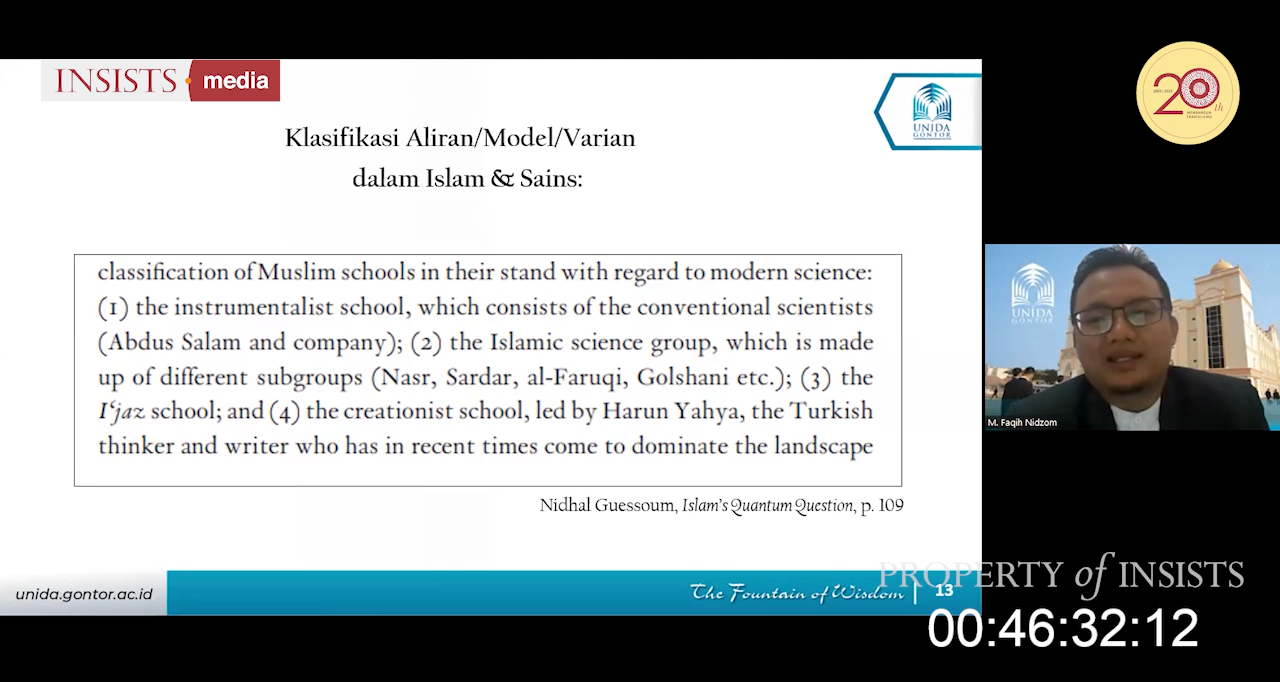 INSISTS media
UNIDA
GONTOR
20th
Klasifikasi Aliran/Model/Varian
dalam Islam & Sains:
classification of Muslim schools in their stand with regard to modern science:
(1) the instrumentalist school, which consists of the conventional scientists
(Abdus Salam and company); (2) the Islamic science group, which is made
up of different subgroups (Nasr, Sardar, al-Faruqi, Golshani etc.); (3) the
I‘jaz school; and (4) the creationist school, led by Harun Yahya, the Turkish
thinker and writer who has in recent times come to dominate the landscape
Nidhal Guessoum, Islam's Quantum Question, p. 109
UNIDA
GONTOR
M. Faqih Nidzom
unida.gontor.ac.id
The Fountain of Wisdom | 13
PROPERTY of INSISTS
00:46:32:12